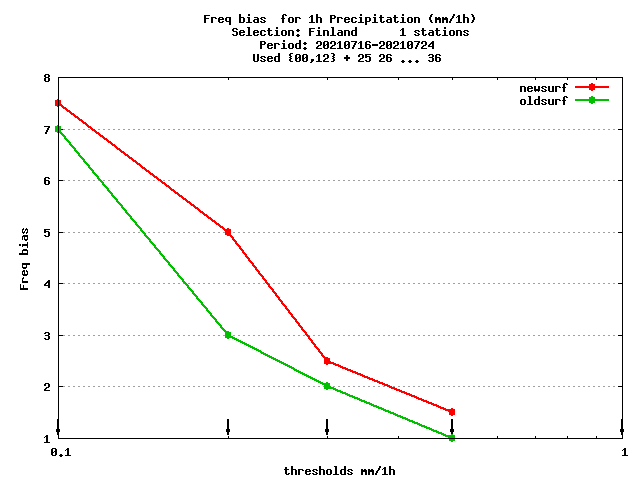 Freq bias  for 1h Precipitation (mm/1h)
Selection: Finland      1 stations
Period: 20210716-20210724
Used {00,12} + 25 26 ... 36
newsurf
oldsurf
8
7
6
5
4
3
2
1
Freq bias
0.1
1
thresholds mm/1h